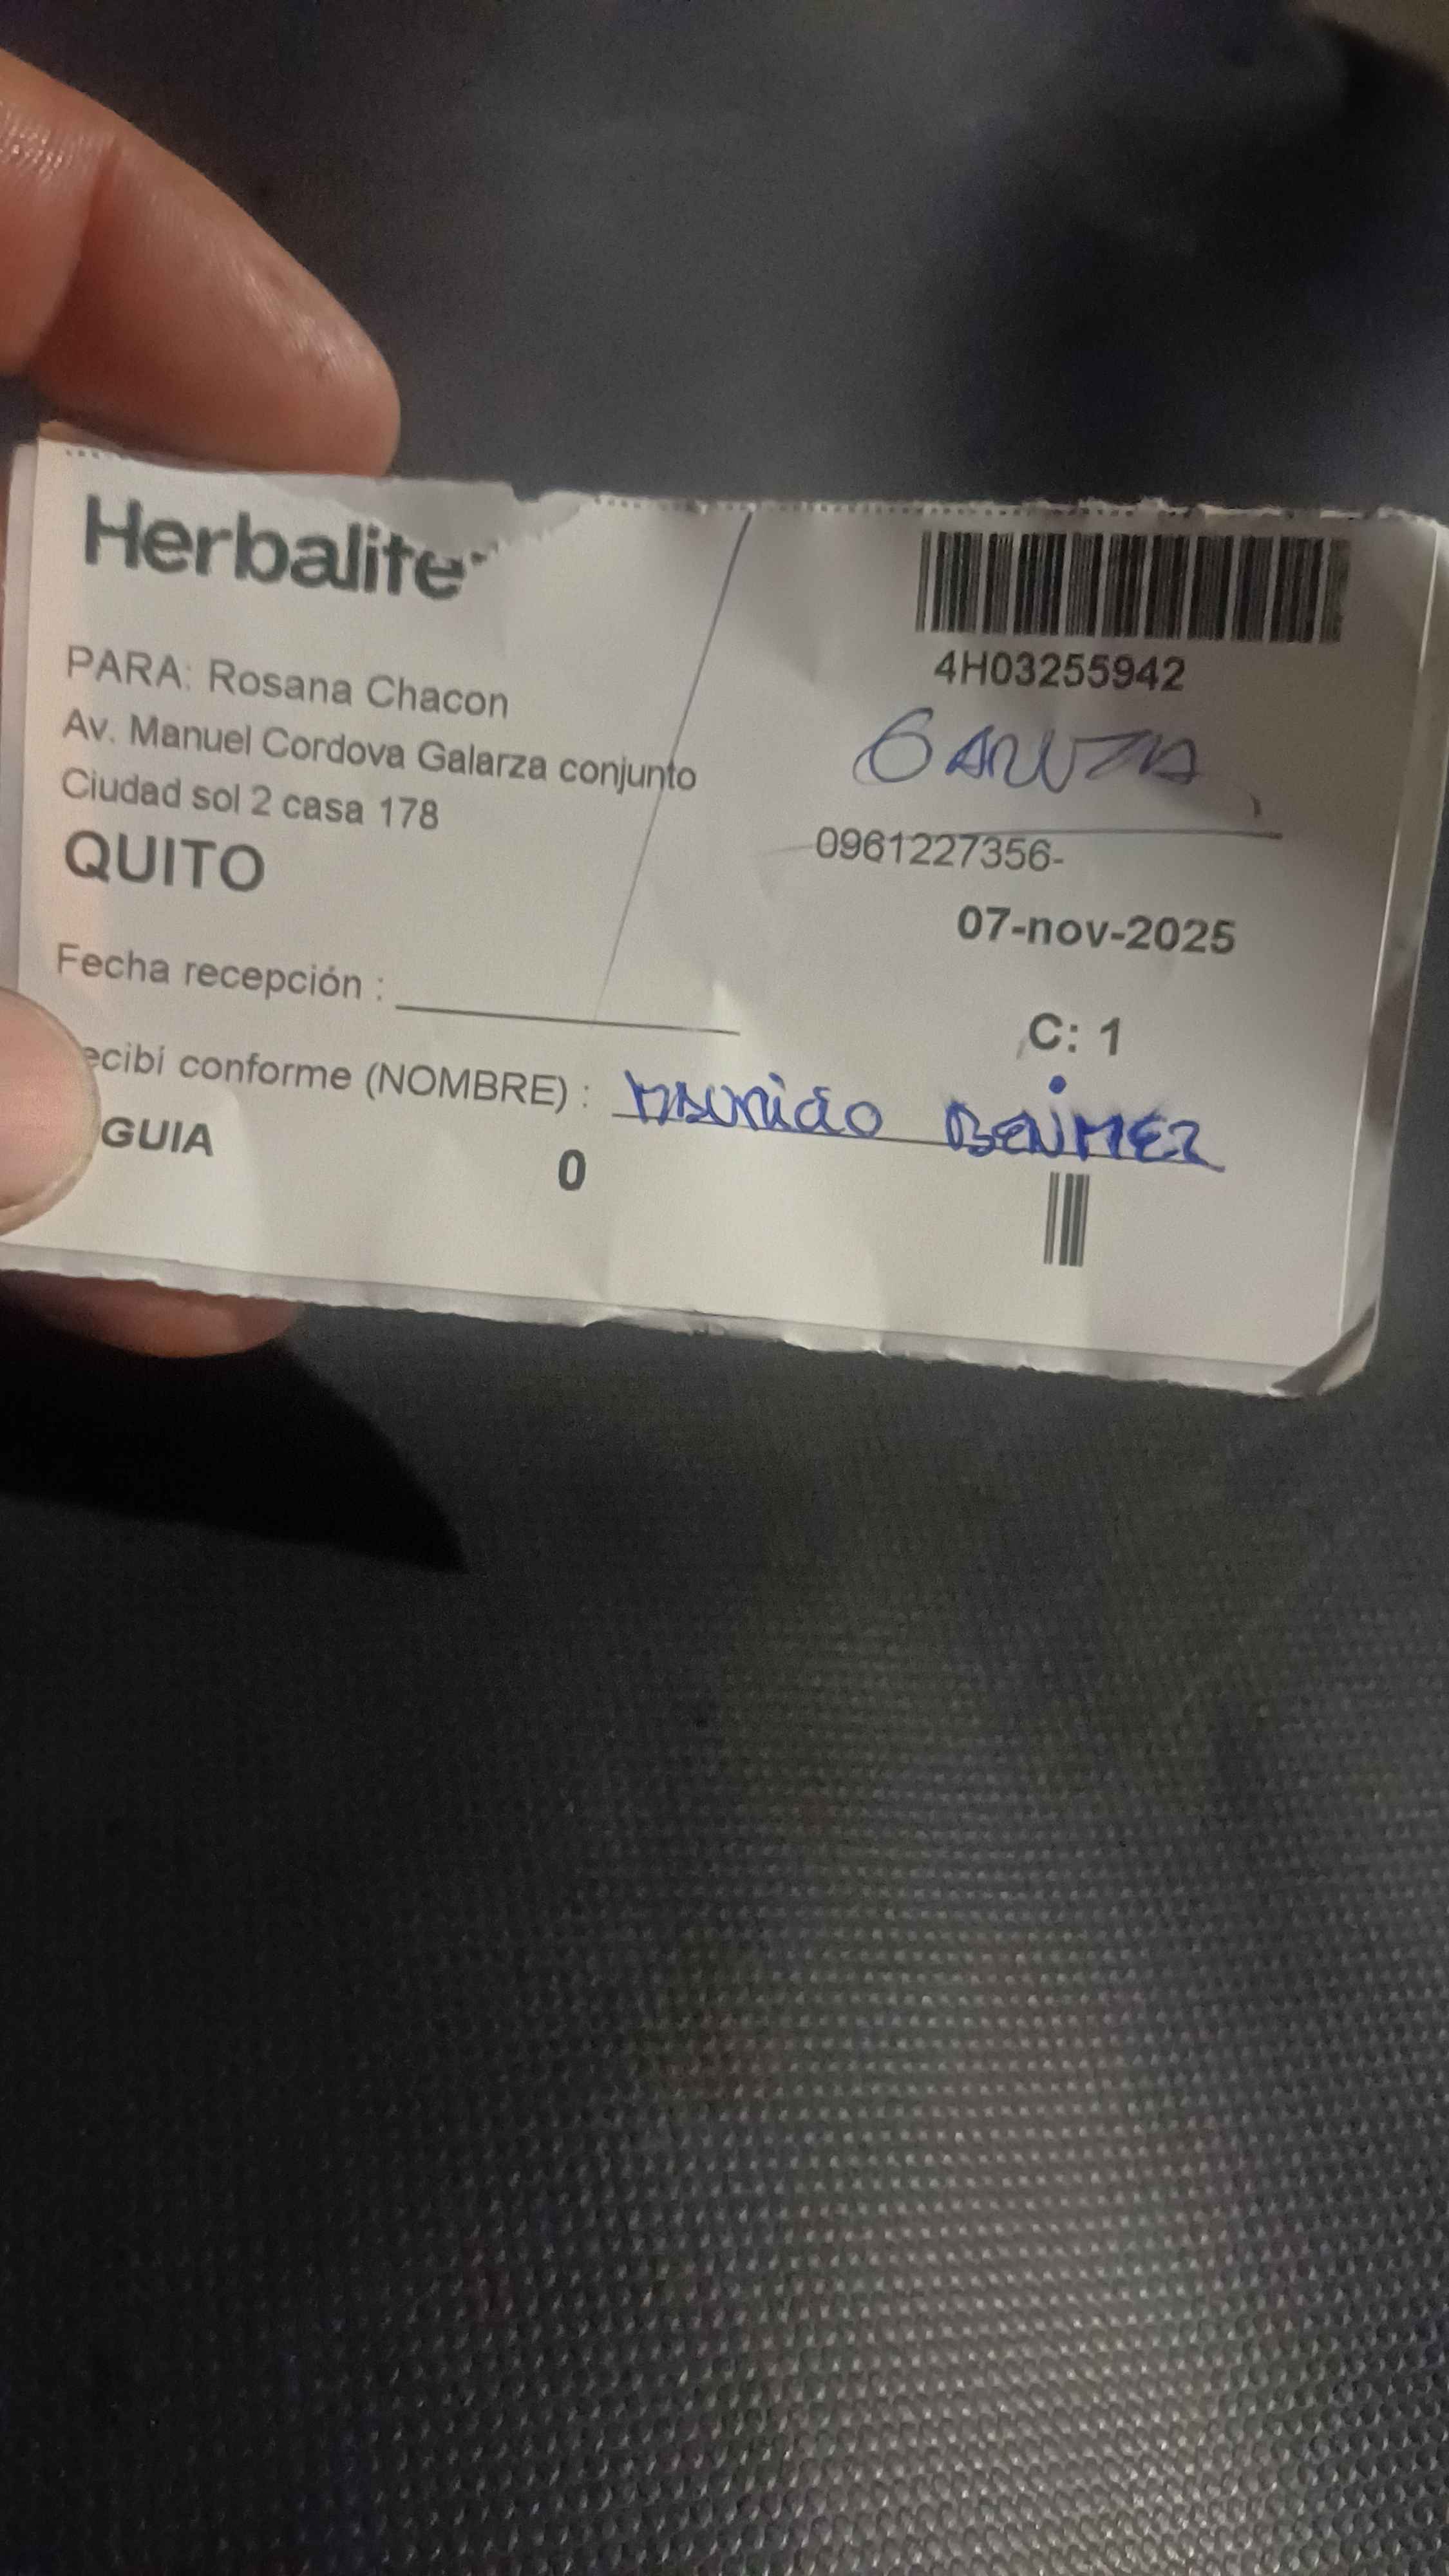 Herbalife
PARA: Rosana Chacon
Av. Manuel Cordova Galarza conjunto
Ciudad sol 2 casa 178
QUITO
4H03255942
0961227356-
07-nov-2025
Fecha recepción :
C: 1
ecibí conforme (NOMBRE) :
GUIA
0